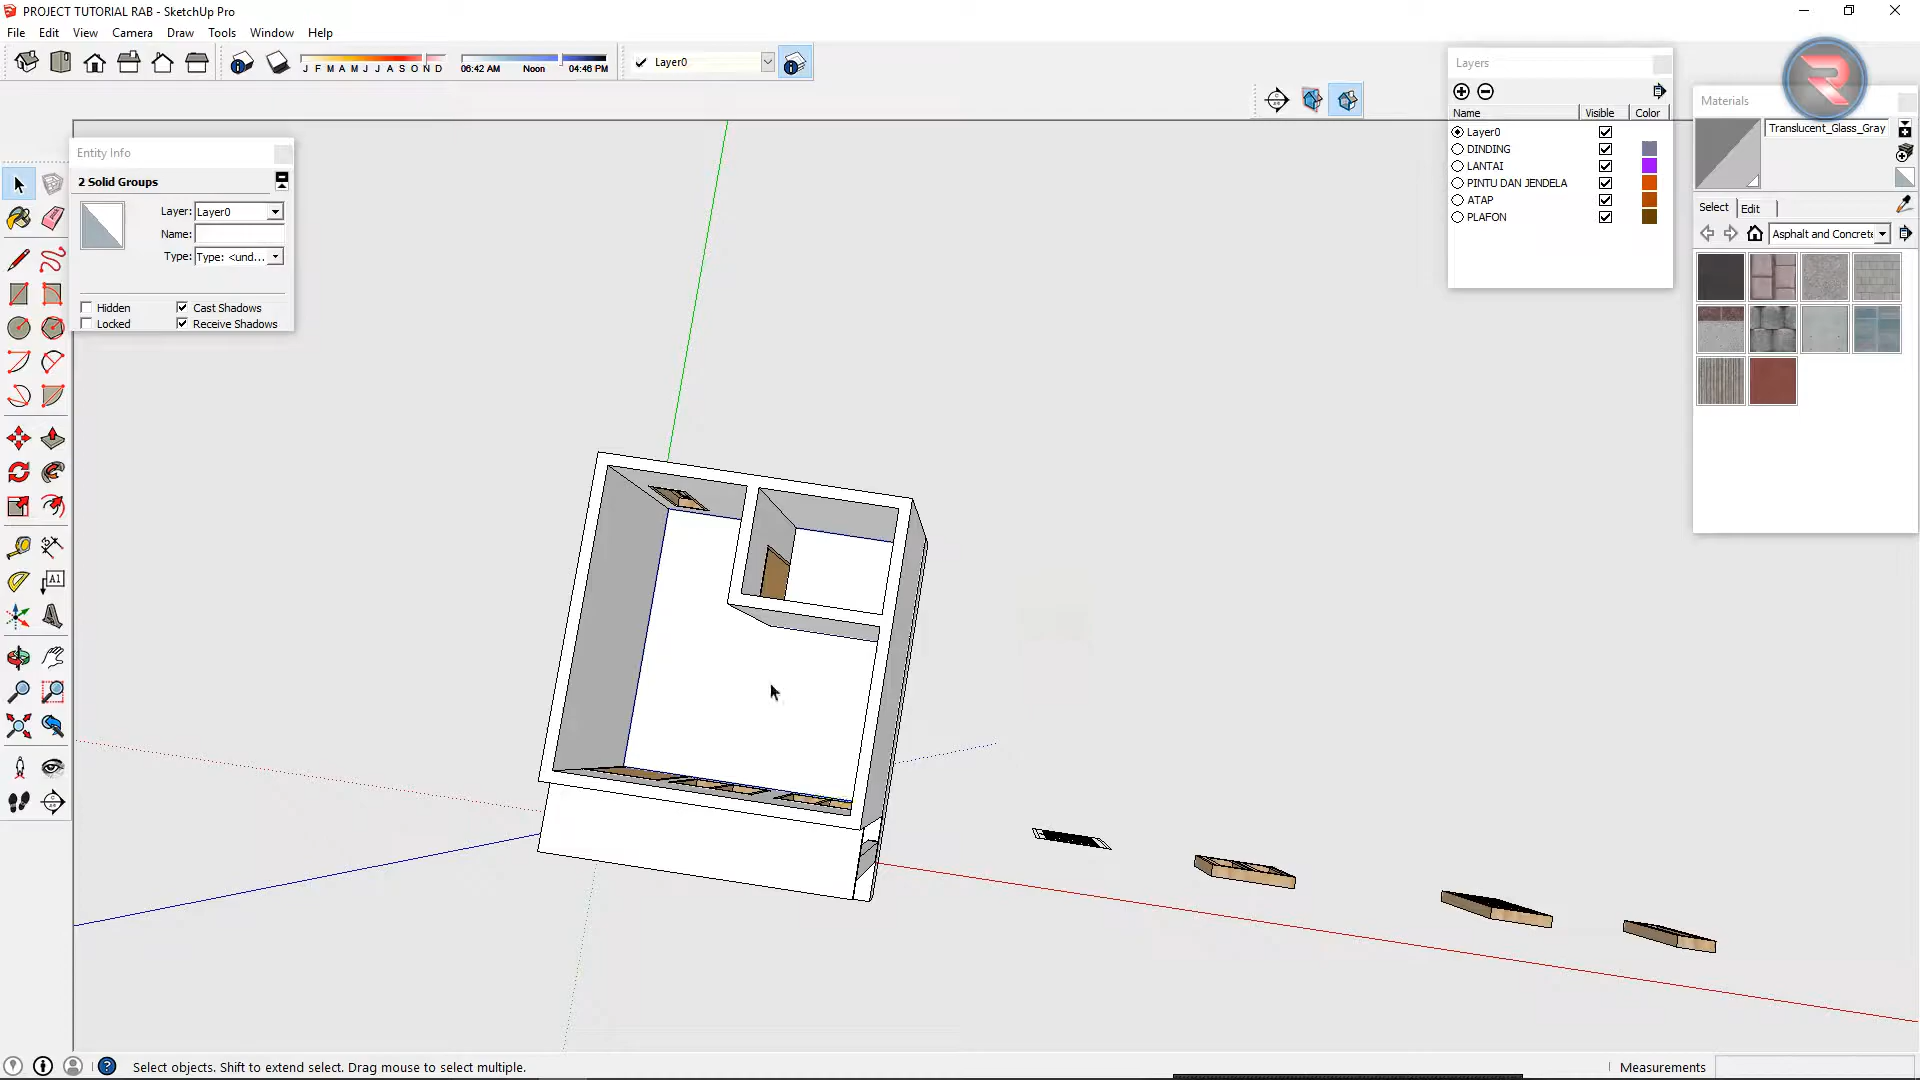 PROJECT TUTORIAL RAB - SketchUp Pro
File Edit View Camera Draw Tools Window Help
J F M A M J J A S O N D
06:42 AM Noon 04:46 PM
Layer0
Layers
Name Visible Color
Layer0
DINDING
LANTAI
PINTU DAN JENDELA
ATAP
PLAFON
Materials
Translucent_Glass_Gray
Select Edit
Asphalt and Concrete
Entity Info
2 Solid Groups
Layer: Layer0
Name:
Type: Type: <und...
Hidden Cast Shadows
Locked Receive Shadows
A1
Select objects. Shift to extend select. Drag mouse to select multiple.
Measurements